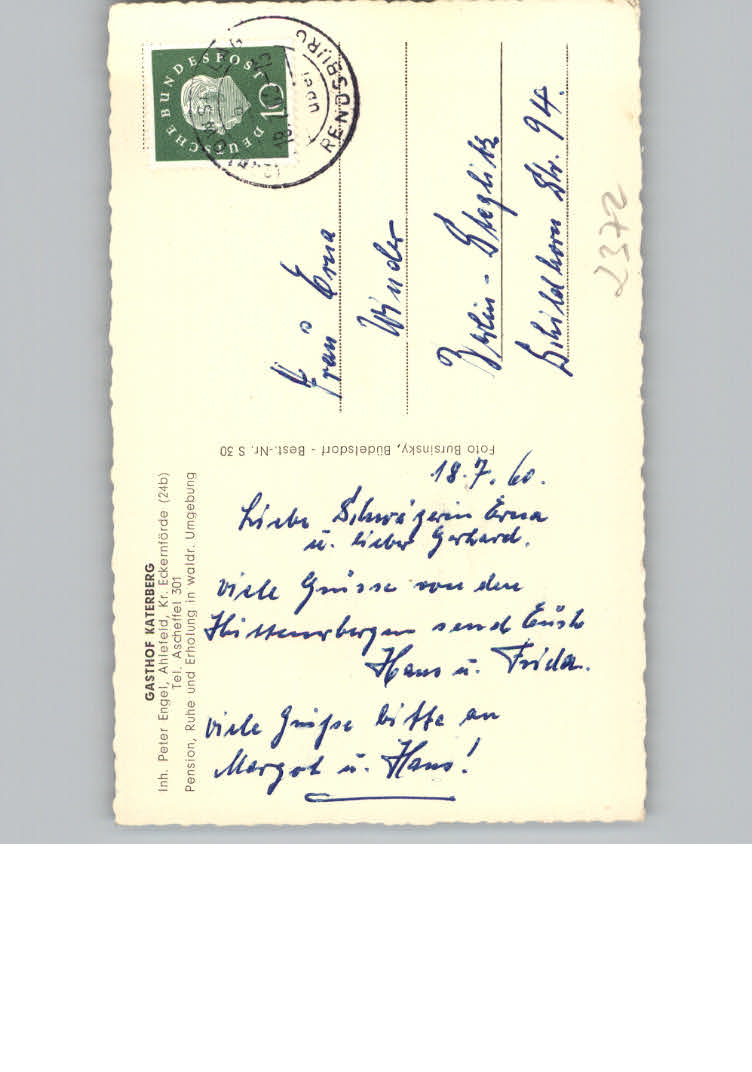 GASTHOF KATERBERG
Inh. Peter Engel, Ahlefeld, Kr. Eckernförde (24b)
Tel. Ascheffel 301
Pension, Ruhe und Erholung in waldr. Umgebung
18.7.60.
Liebe Schwägerin Erna
u. lieber Gerhard.
Viele Grüsse von den
Hüttenerbergen send Euch
Hans u. Frida.
Viele Grüße bitte an
Margot u. Hans!
Foto Bursinsky, Büdelsdorf - Best.-Nr. S 30
DEUTSCHE BUNDESPOST
10
RENDSBURG
Frau Erna
Winder
Berlin-Steglitz
Schildhorn Str. 94.
2372